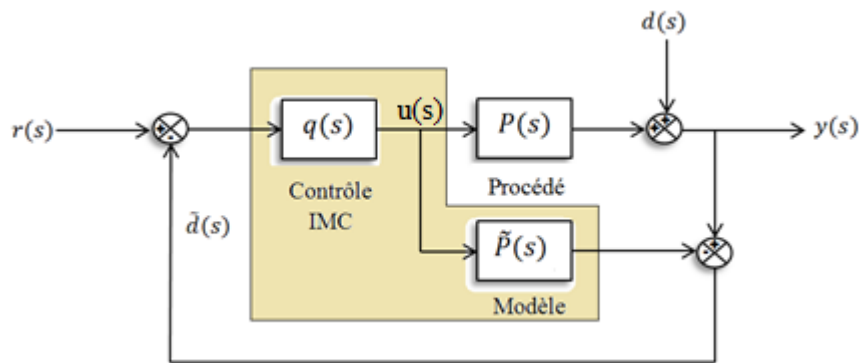 d(s)
r(s)
+
-
q(s)
u(s)
P(s)
+
+
y(s)
Contrôle
IMC
Procédé
d̃(s)
P̃(s)
-
+
Modèle